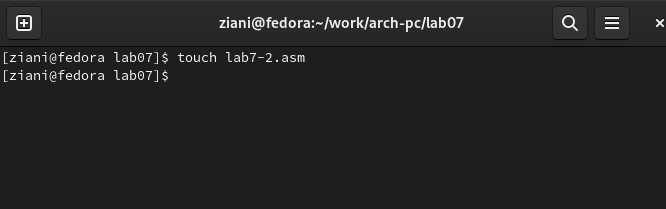 ziani@fedora:~/work/arch-pc/lab07
[ziani@fedora lab07]$ touch lab7-2.asm
[ziani@fedora lab07]$